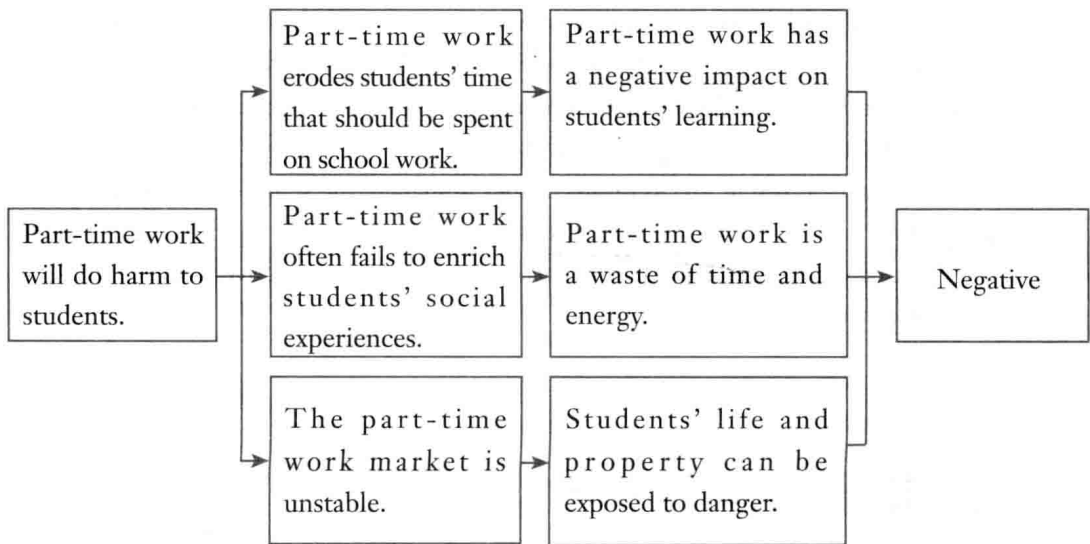 Part-time work
will do harm to
students.
Part-time work
erodes students’ time
that should be spent
on school work.
Part-time work has
a negative impact on
students’ learning.
Part-time work
often fails to enrich
students’ social
experiences.
Part-time work is
a waste of time and
energy.
The part-time
work market is
unstable.
Students’ life and
property can be
exposed to danger.
Negative